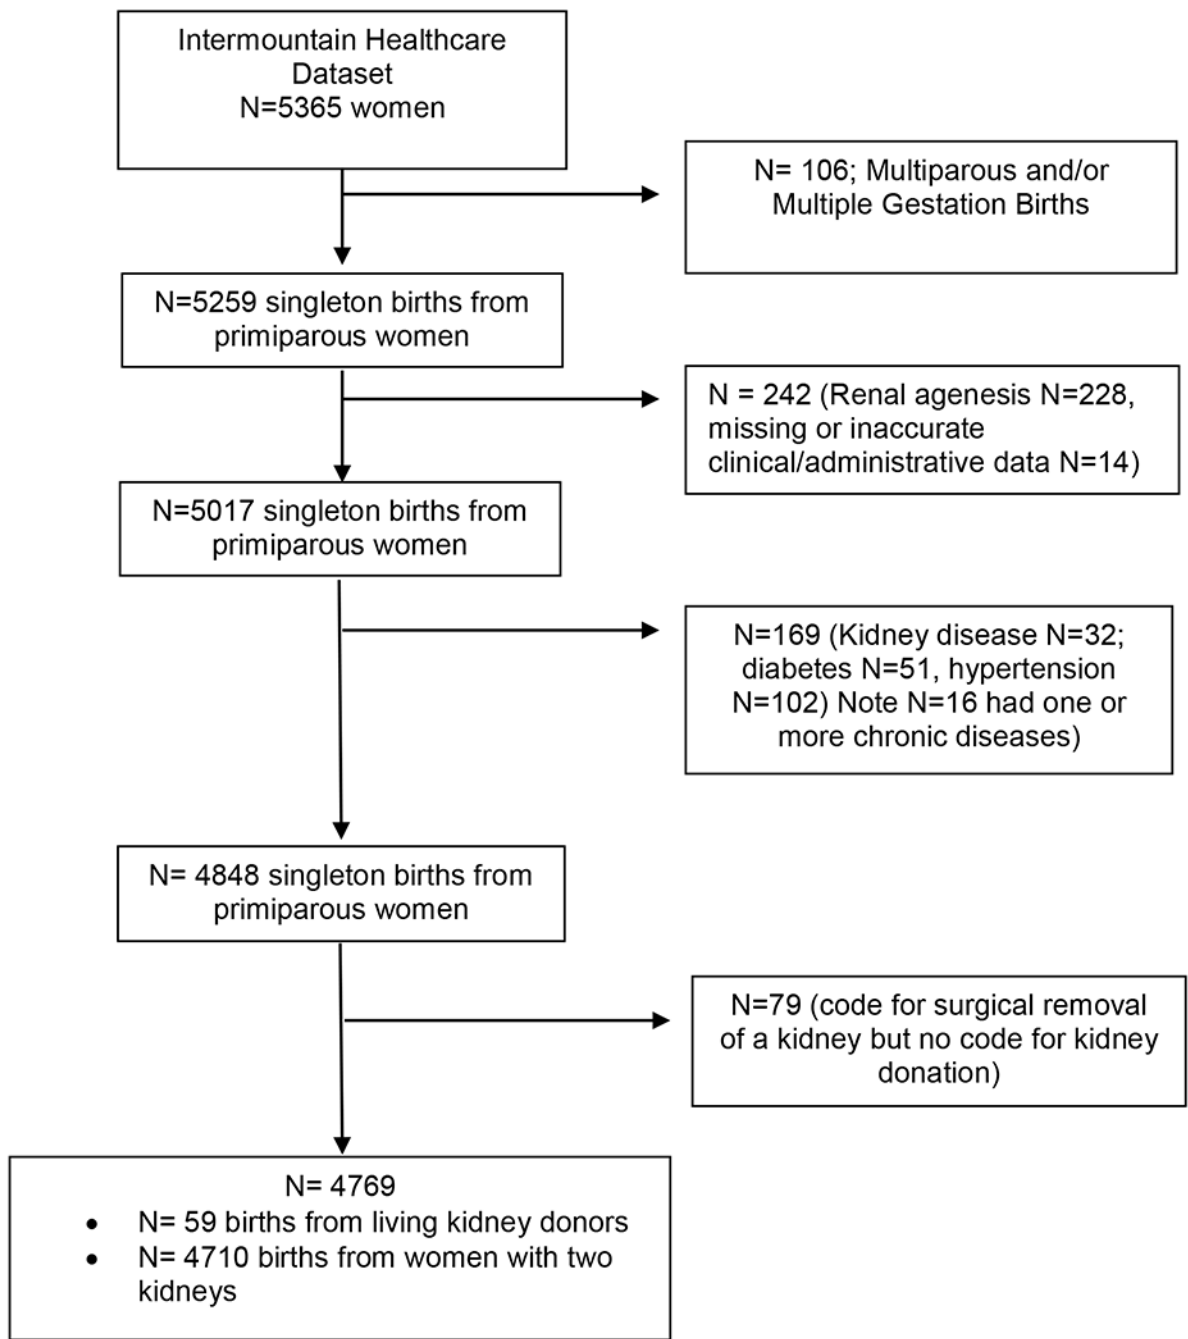 Intermountain Healthcare
Dataset
N=5365 women
N= 106; Multiparous and/or
Multiple Gestation Births
N=5259 singleton births from
primiparous women
N = 242 (Renal agenesis N=228,
missing or inaccurate
clinical/administrative data N=14)
N=5017 singleton births from
primiparous women
N=169 (Kidney disease N=32;
diabetes N=51, hypertension
N=102) Note N=16 had one or
more chronic diseases)
N= 4848 singleton births from
primiparous women
N=79 (code for surgical removal
of a kidney but no code for kidney
donation)
N= 4769
• N= 59 births from living kidney donors
• N= 4710 births from women with two
kidneys